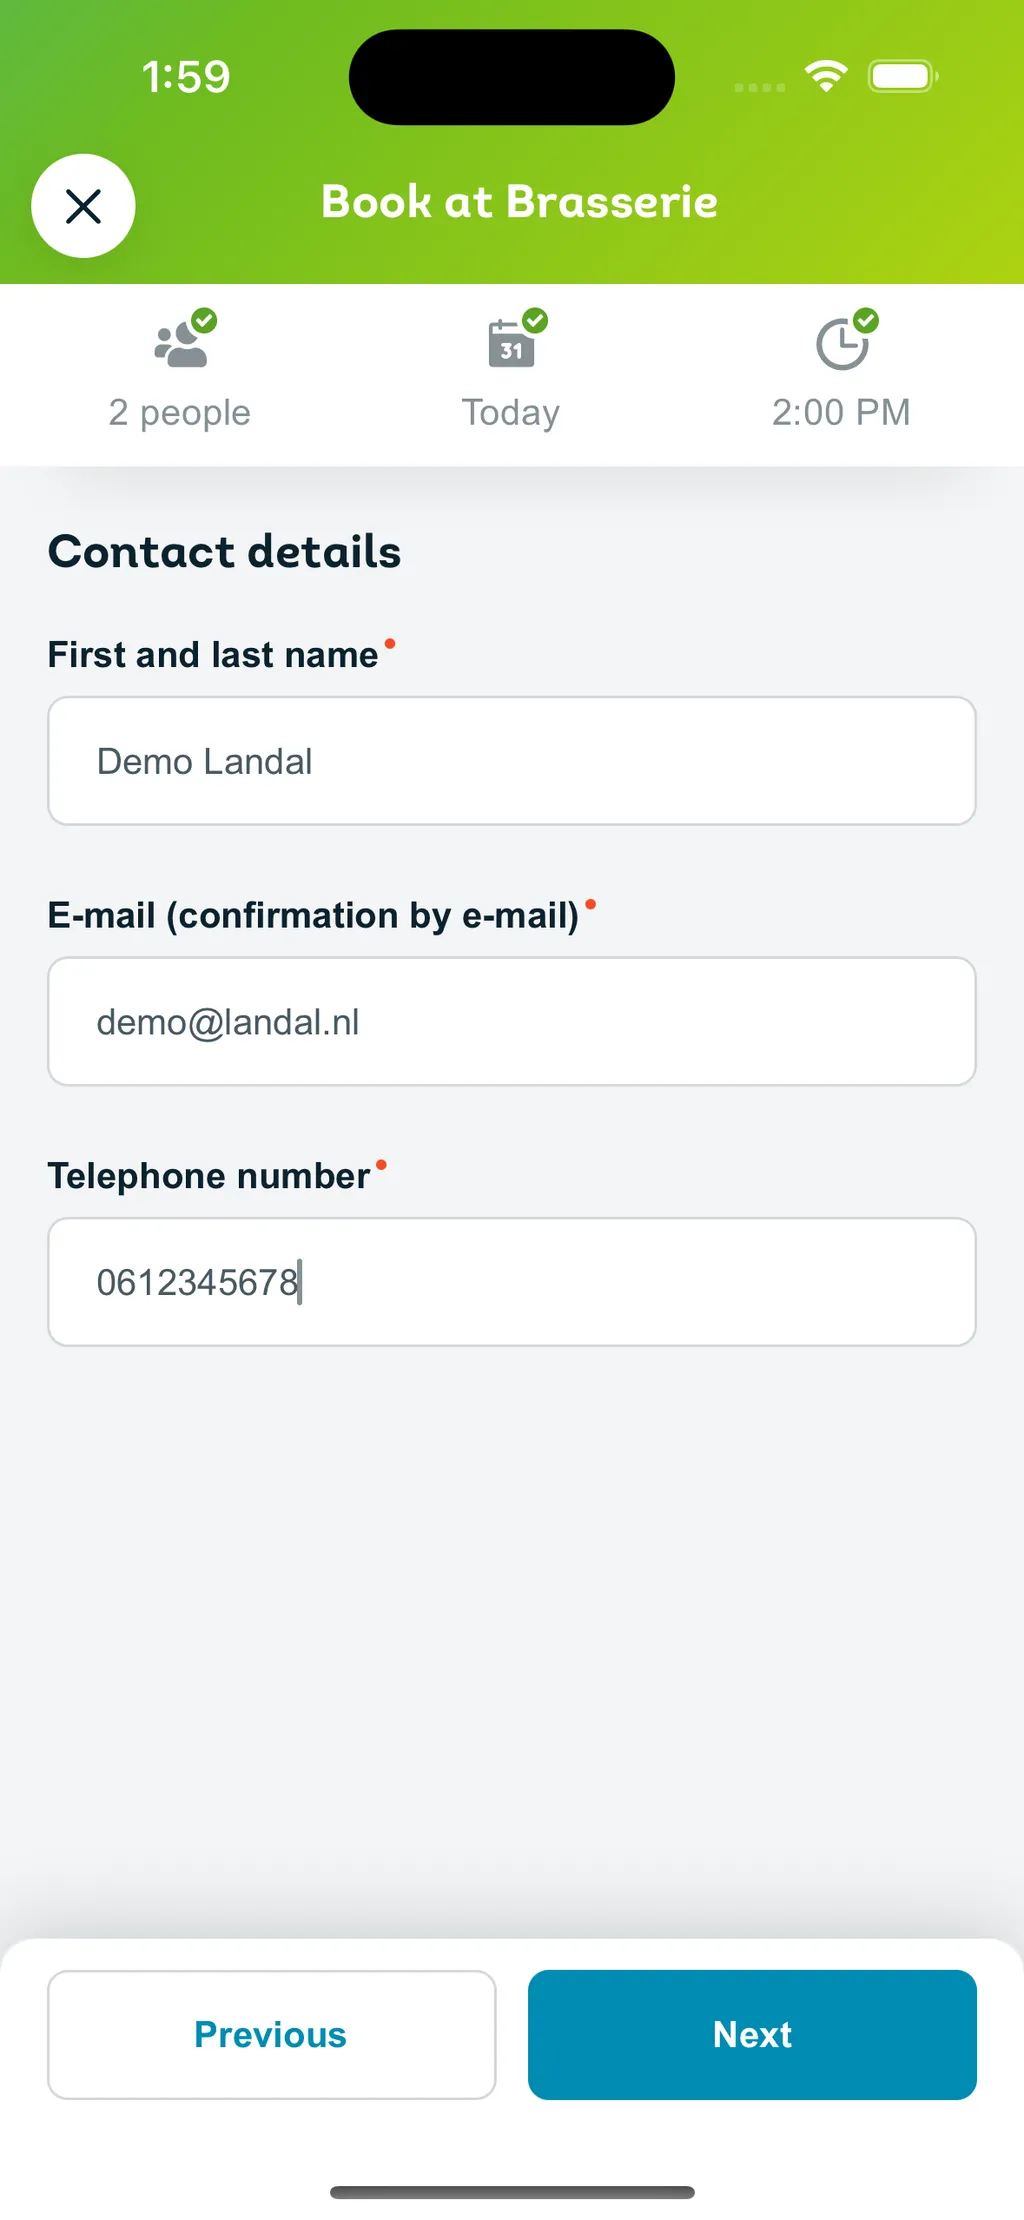 1:59
Book at Brasserie
31
2 people
Today
2:00 PM
Contact details
First and last name
Demo Landal
E-mail (confirmation by e-mail)
demo@landal.nl
Telephone number
0612345678
Previous
Next